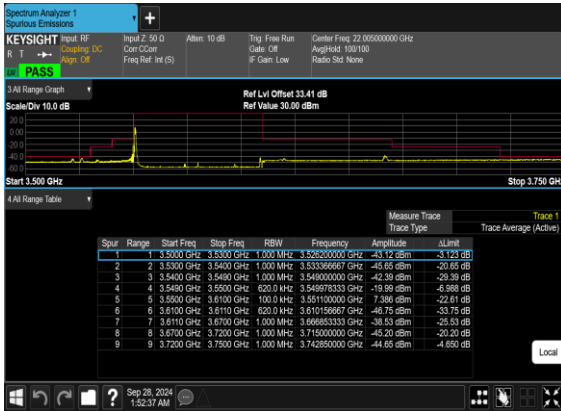 Spectrum Analyzer 1
Spurious Emissions
+
KEYSIGHT Input: RF Input Z: 50 Ω Atten: 10 dB Trig: Free Run Center Freq: 22.005000000 GHz
R T Coupling: DC Corr CCorr Gate: Off Avg|Hold: 100/100
Align: Off Freq Ref: Int (S) IF Gain: Low Radio Std: None
PASS
3 All Range Graph Ref Lvl Offset 33.41 dB
Scale/Div 10.0 dB Ref Value 30.00 dBm
20.0
0.00
-20.0
-40.0
-60.0
Start 3.500 GHz Stop 3.750 GH
4 All Range Table
Measure Trace Trace 1
Trace Type Trace Average (Active)
Spur Range Start Freq Stop Freq RBW Frequency Amplitude ΔLimit
1 1 3.5000 GHz 3.5300 GHz 1.000 MHz 3.526200000 GHz -43.12 dBm -3.123 dB
2 2 3.5300 GHz 3.5400 GHz 1.000 MHz 3.533366667 GHz -45.65 dBm -20.65 dB
3 3 3.5400 GHz 3.5490 GHz 1.000 MHz 3.549000000 GHz -42.39 dBm -29.39 dB
4 4 3.5490 GHz 3.5500 GHz 620.0 kHz 3.549978333 GHz -19.99 dBm -6.988 dB
5 5 3.5500 GHz 3.6100 GHz 100.0 kHz 3.551100000 GHz 7.386 dBm -22.61 dB
6 6 3.6100 GHz 3.6110 GHz 620.0 kHz 3.610156667 GHz -46.75 dBm -33.75 dB
7 7 3.6110 GHz 3.6700 GHz 1.000 MHz 3.666853333 GHz -38.53 dBm -25.53 dB
8 8 3.6700 GHz 3.7200 GHz 1.000 MHz 3.715000000 GHz -45.20 dBm -20.20 dB
9 9 3.7200 GHz 3.7500 GHz 1.000 MHz 3.742850000 GHz -44.65 dBm -4.650 dB
Local
? Sep 28, 2024
1:52:37 AM